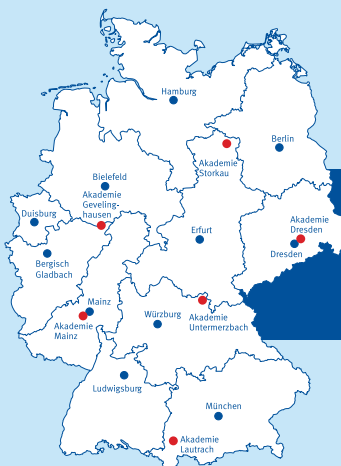 Hamburg
Berlin
Akademie
Storkau
Bielefeld
Akademie
Geveling-
hausen
Duisburg
Bergisch
Gladbach
Erfurt
Akademie
Dresden
Dresden
Mainz
Akademie
Mainz
Würzburg
Akademie
Untermerzbach
Ludwigsburg
München
Akademie
Lautrach